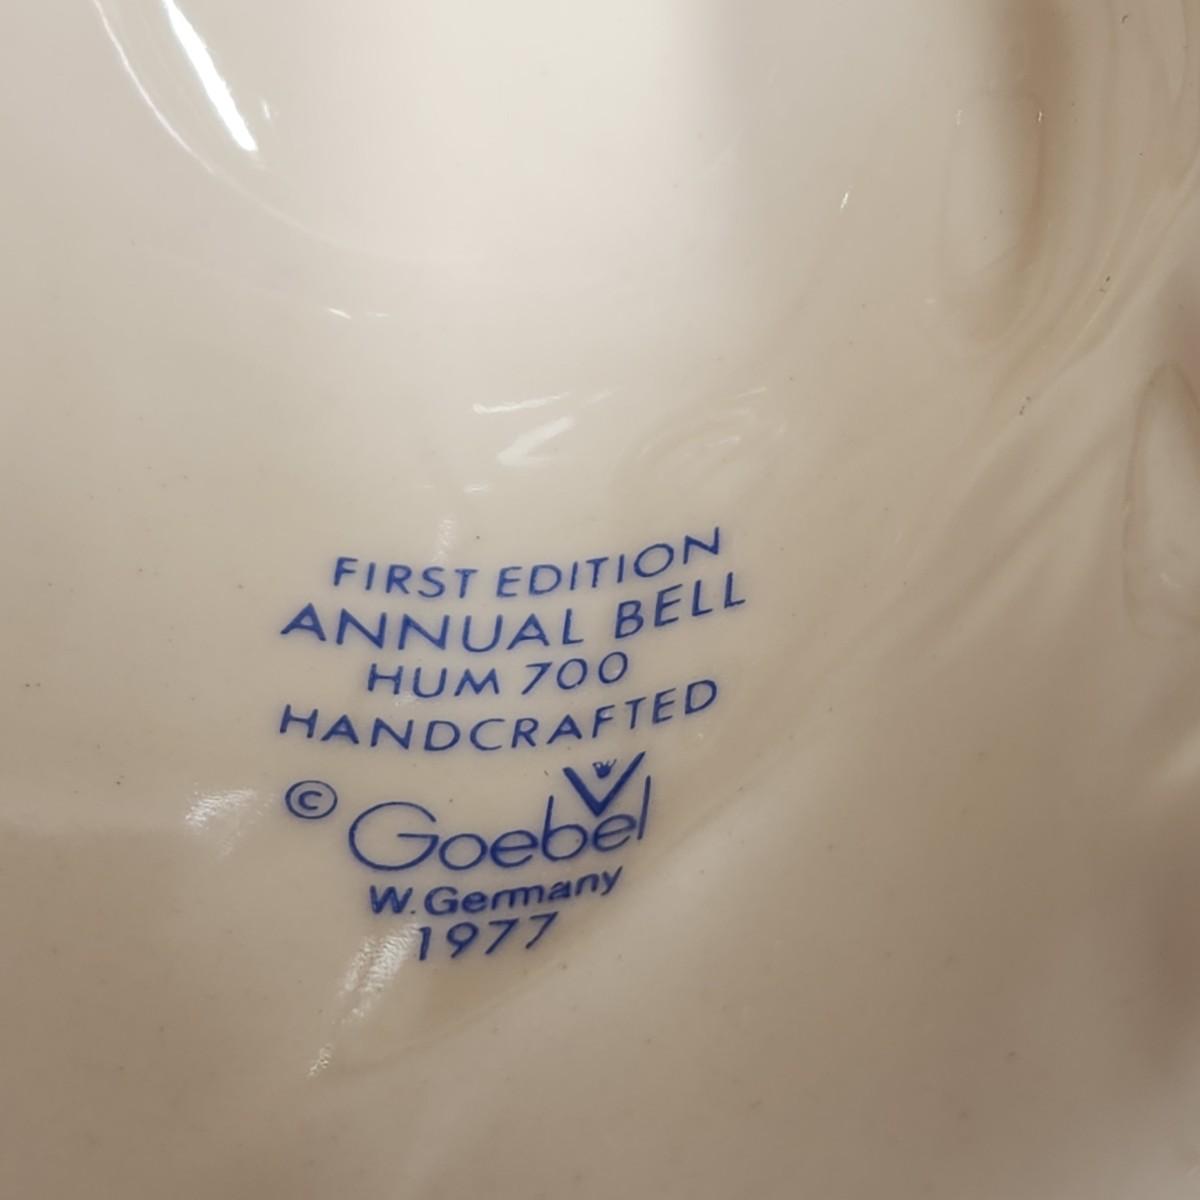 FIRST EDITION
ANNUAL BELL
HUM 700
HANDCRAFTED
© Goebel
W. Germany
1977